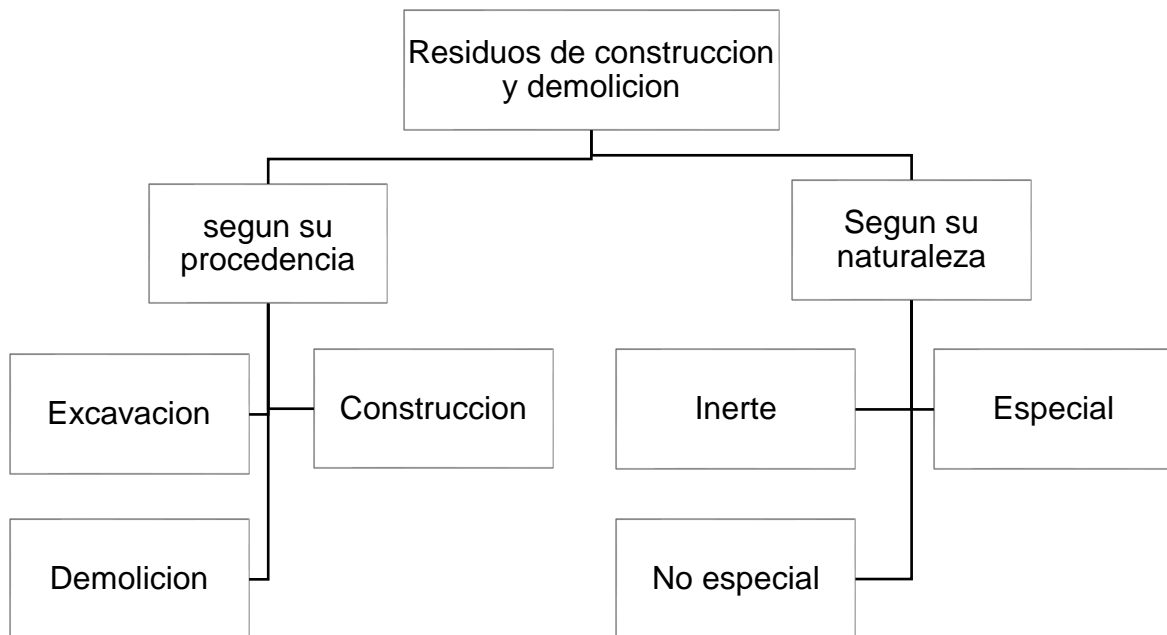 Residuos de construccion
y demolicion
segun su
procedencia
Segun su
naturaleza
Excavacion
Construccion
Inerte
Especial
Demolicion
No especial